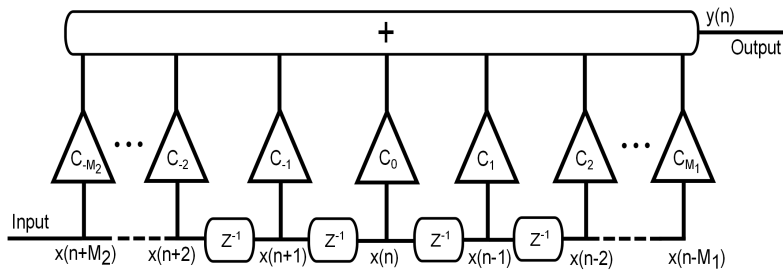 y(n)
+
Output
C₋M₂ ... C₋₂ C₋₁ C₀ C₁ C₂ ... CM₁
Input
Z⁻¹ Z⁻¹ Z⁻¹ Z⁻¹
x(n+M₂) x(n+2) x(n+1) x(n) x(n-1) x(n-2) x(n-M₁)